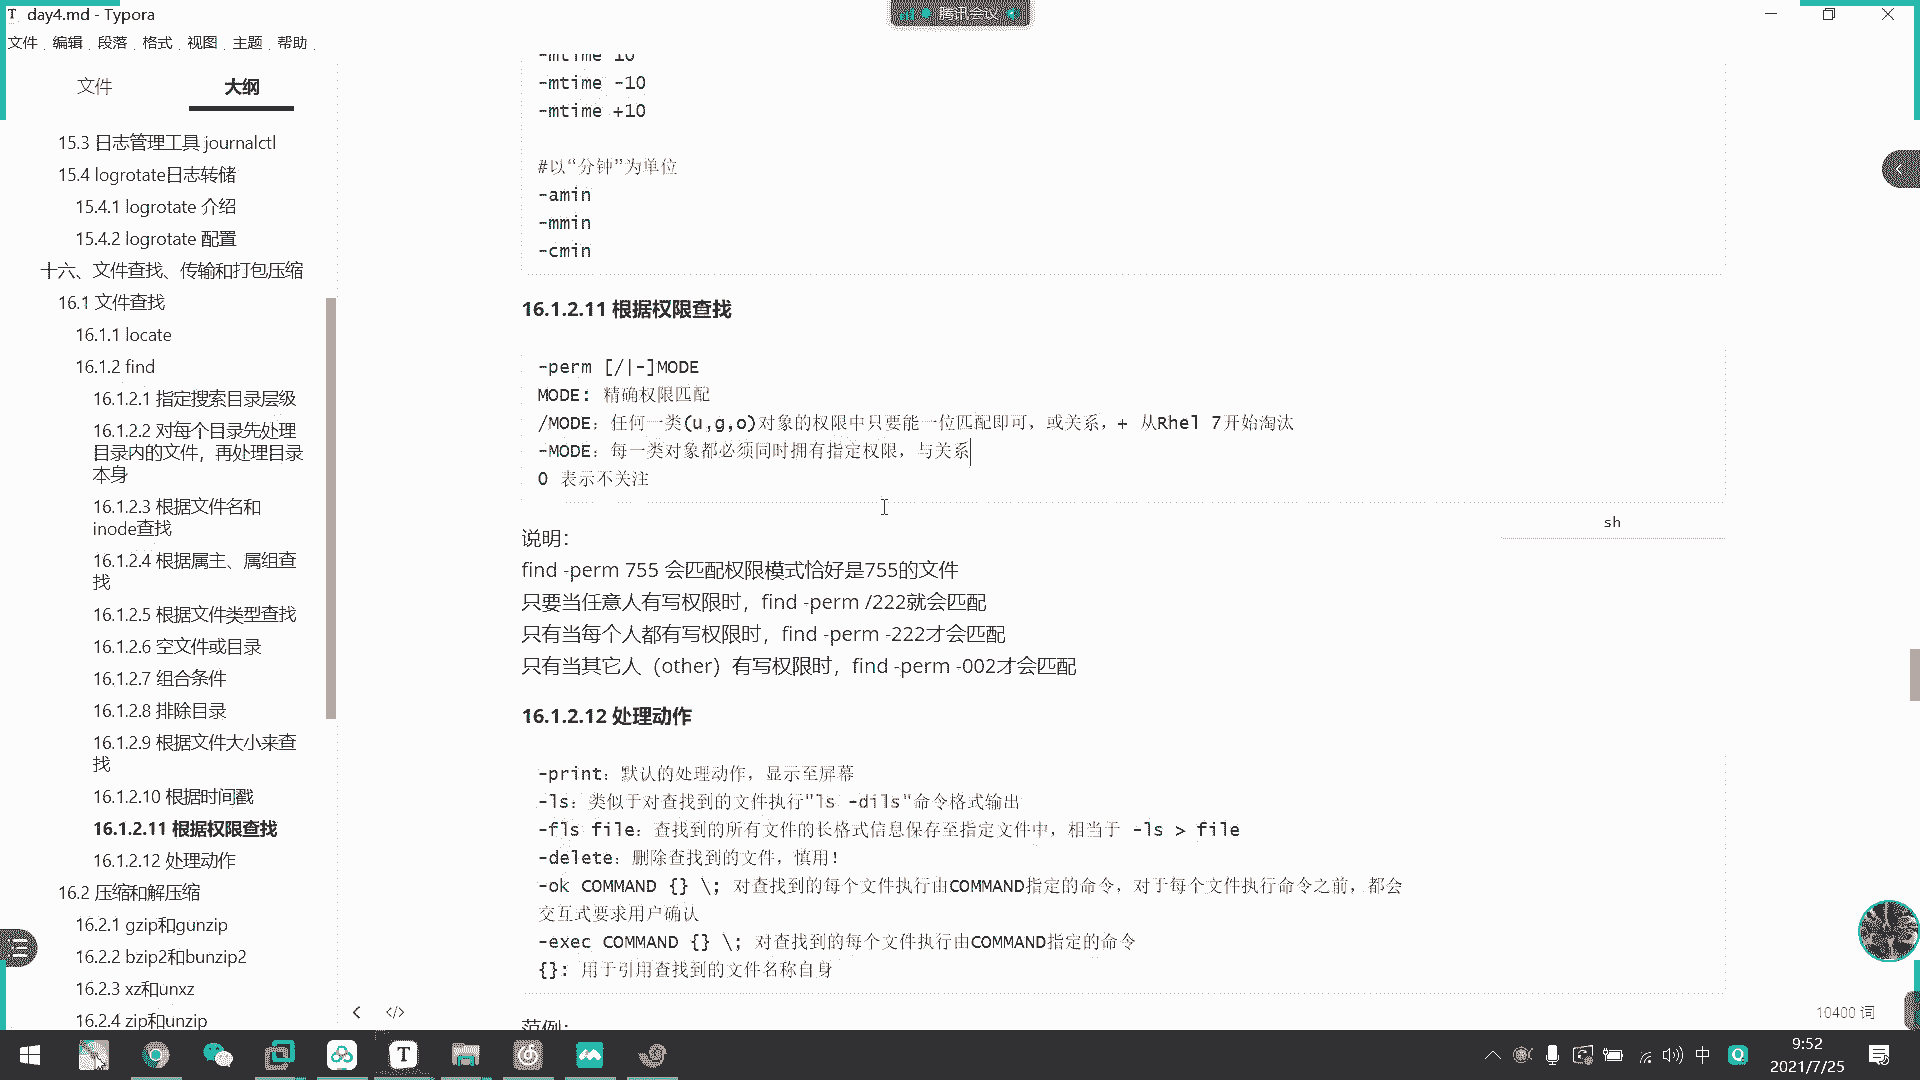 day4.md - Typora
腾讯会议
文件 编辑 段落 格式 视图 主题 帮助
文件 大纲
15.3 日志管理工具 journalctl
15.4 logrotate日志转储
15.4.1 logrotate 介绍
15.4.2 logrotate 配置
十六、文件查找、传输和打包压缩
16.1 文件查找
16.1.1 locate
16.1.2 find
16.1.2.1 指定搜索目录层级
16.1.2.2 对每个目录先处理
目录内的文件，再处理目录
本身
16.1.2.3 根据文件名和
inode查找
16.1.2.4 根据属主、属组查
找
16.1.2.5 根据文件类型查找
16.1.2.6 空文件或目录
16.1.2.7 组合条件
16.1.2.8 排除目录
16.1.2.9 根据文件大小来查
找
16.1.2.10 根据时间戳
16.1.2.11 根据权限查找
16.1.2.12 处理动作
16.2 压缩和解压缩
16.2.1 gzip和gunzip
16.2.2 bzip2和bunzip2
16.2.3 xz和unxz
16.2.4 zip和unzip
-mtime 10
-mtime -10
-mtime +10
#以“分钟”为单位
-amin
-mmin
-cmin
16.1.2.11 根据权限查找
-perm [/|-]MODE
MODE: 精确权限匹配
/MODE：任何一类(u,g,o)对象的权限中只要能一位匹配即可，或关系，+ 从Rhel 7开始淘汰
-MODE：每一类对象都必须同时拥有指定权限，与关系
0 表示不关注
sh
说明：
find -perm 755 会匹配权限模式恰好是755的文件
只要当任意人有写权限时，find -perm /222就会匹配
只有当每个人都有写权限时，find -perm -222才会匹配
只有当其它人（other）有写权限时，find -perm -002才会匹配
16.1.2.12 处理动作
-print：默认的处理动作，显示至屏幕
-ls：类似于对查找到的文件执行"ls -dils"命令格式输出
-fls file：查找到的所有文件的长格式信息保存至指定文件中，相当于 -ls > file
-delete：删除查找到的文件，慎用！
-ok COMMAND {} \; 对查找到的每个文件执行由COMMAND指定的命令，对于每个文件执行命令之前，都会
交互式要求用户确认
-exec COMMAND {} \; 对查找到的每个文件执行由COMMAND指定的命令
{}: 用于引用查找到的文件名称自身
范例：
10400 词
中
9:52
2021/7/25